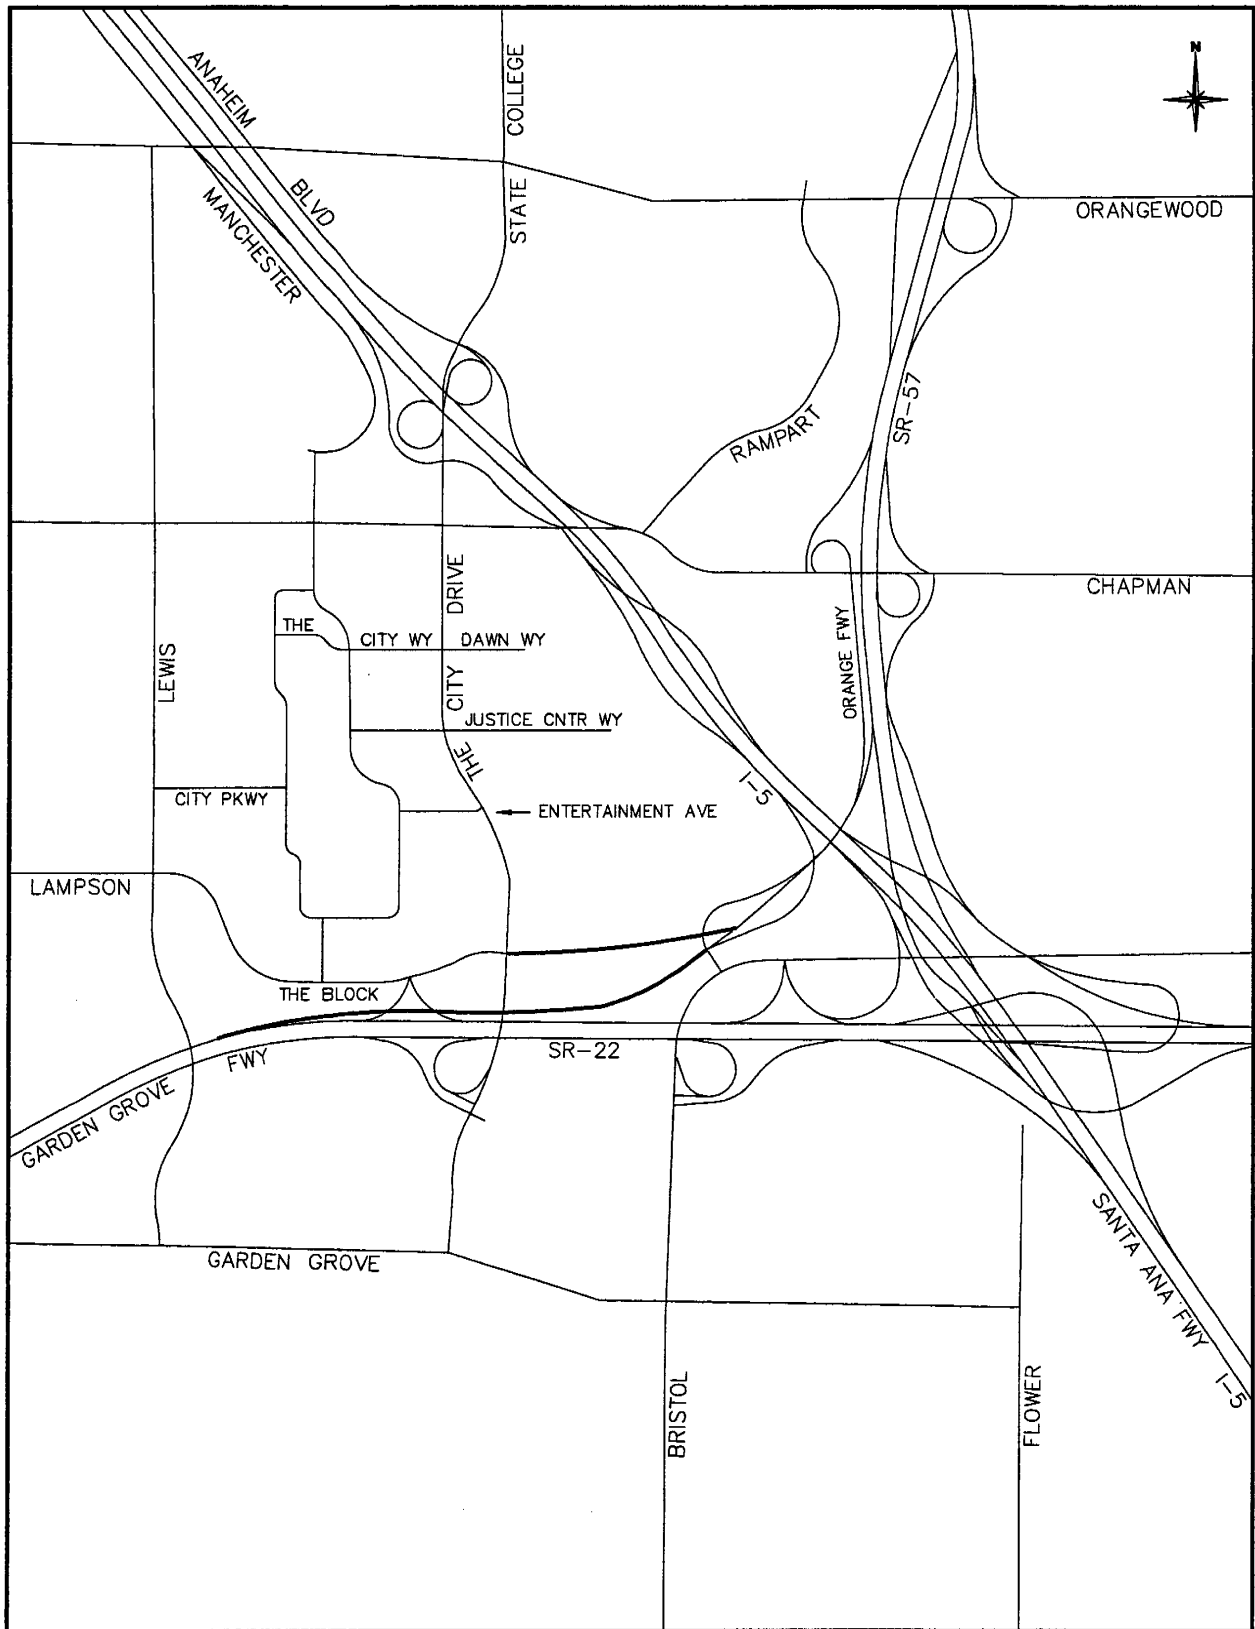 N
ANAHEIM BLVD
STATE COLLEGE
MANCHESTER
ORANGEWOOD
SR-57
RAMPART
CHAPMAN
ORANGE FWY
THE CITY DRIVE
THE CITY WY
DAWN WY
LEWIS
JUSTICE CNTR WY
I-5
CITY PKWY
ENTERTAINMENT AVE
LAMPSON
THE BLOCK
SR-22
GARDEN GROVE FWY
GARDEN GROVE
SANTA ANA FWY
I-5
BRISTOL
FLOWER